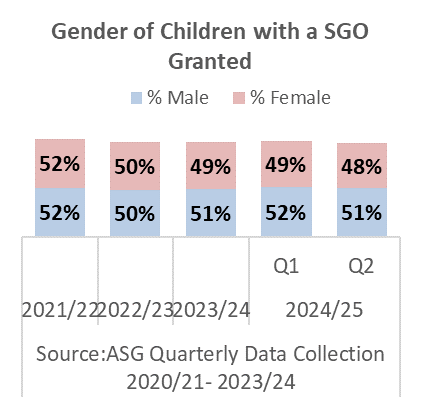 Gender of Children with a SGO
Granted
% Male % Female
52% 50% 49% 49% 48%
52% 50% 51% 52% 51%
Q1 Q2
2021/22 2022/23 2023/24 2024/25
Source:ASG Quarterly Data Collection
2020/21- 2023/24